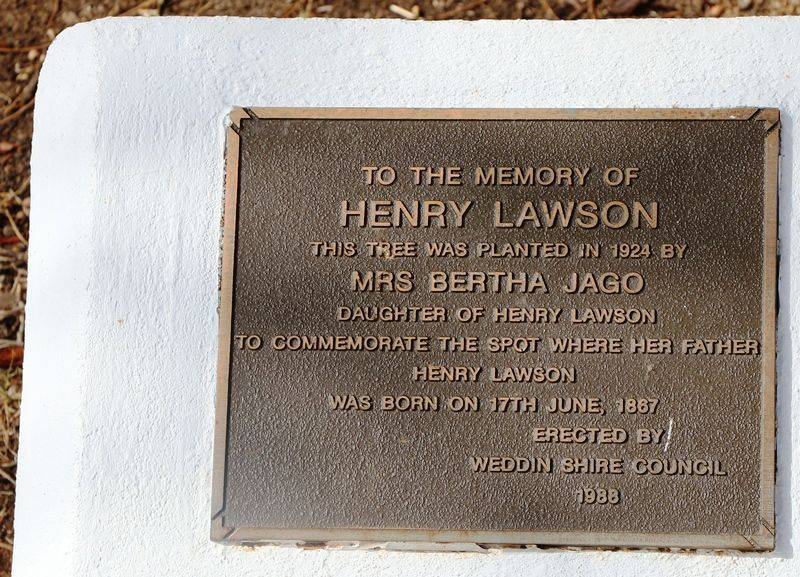 TO THE MEMORY OF
HENRY LAWSON
THIS TREE WAS PLANTED IN 1924 BY
MRS BERTHA JAGO
DAUGHTER OF HENRY LAWSON
TO COMMEMORATE THE SPOT WHERE HER FATHER
HENRY LAWSON
WAS BORN ON 17TH JUNE, 1867
ERECTED BY
WEDDIN SHIRE COUNCIL
1988